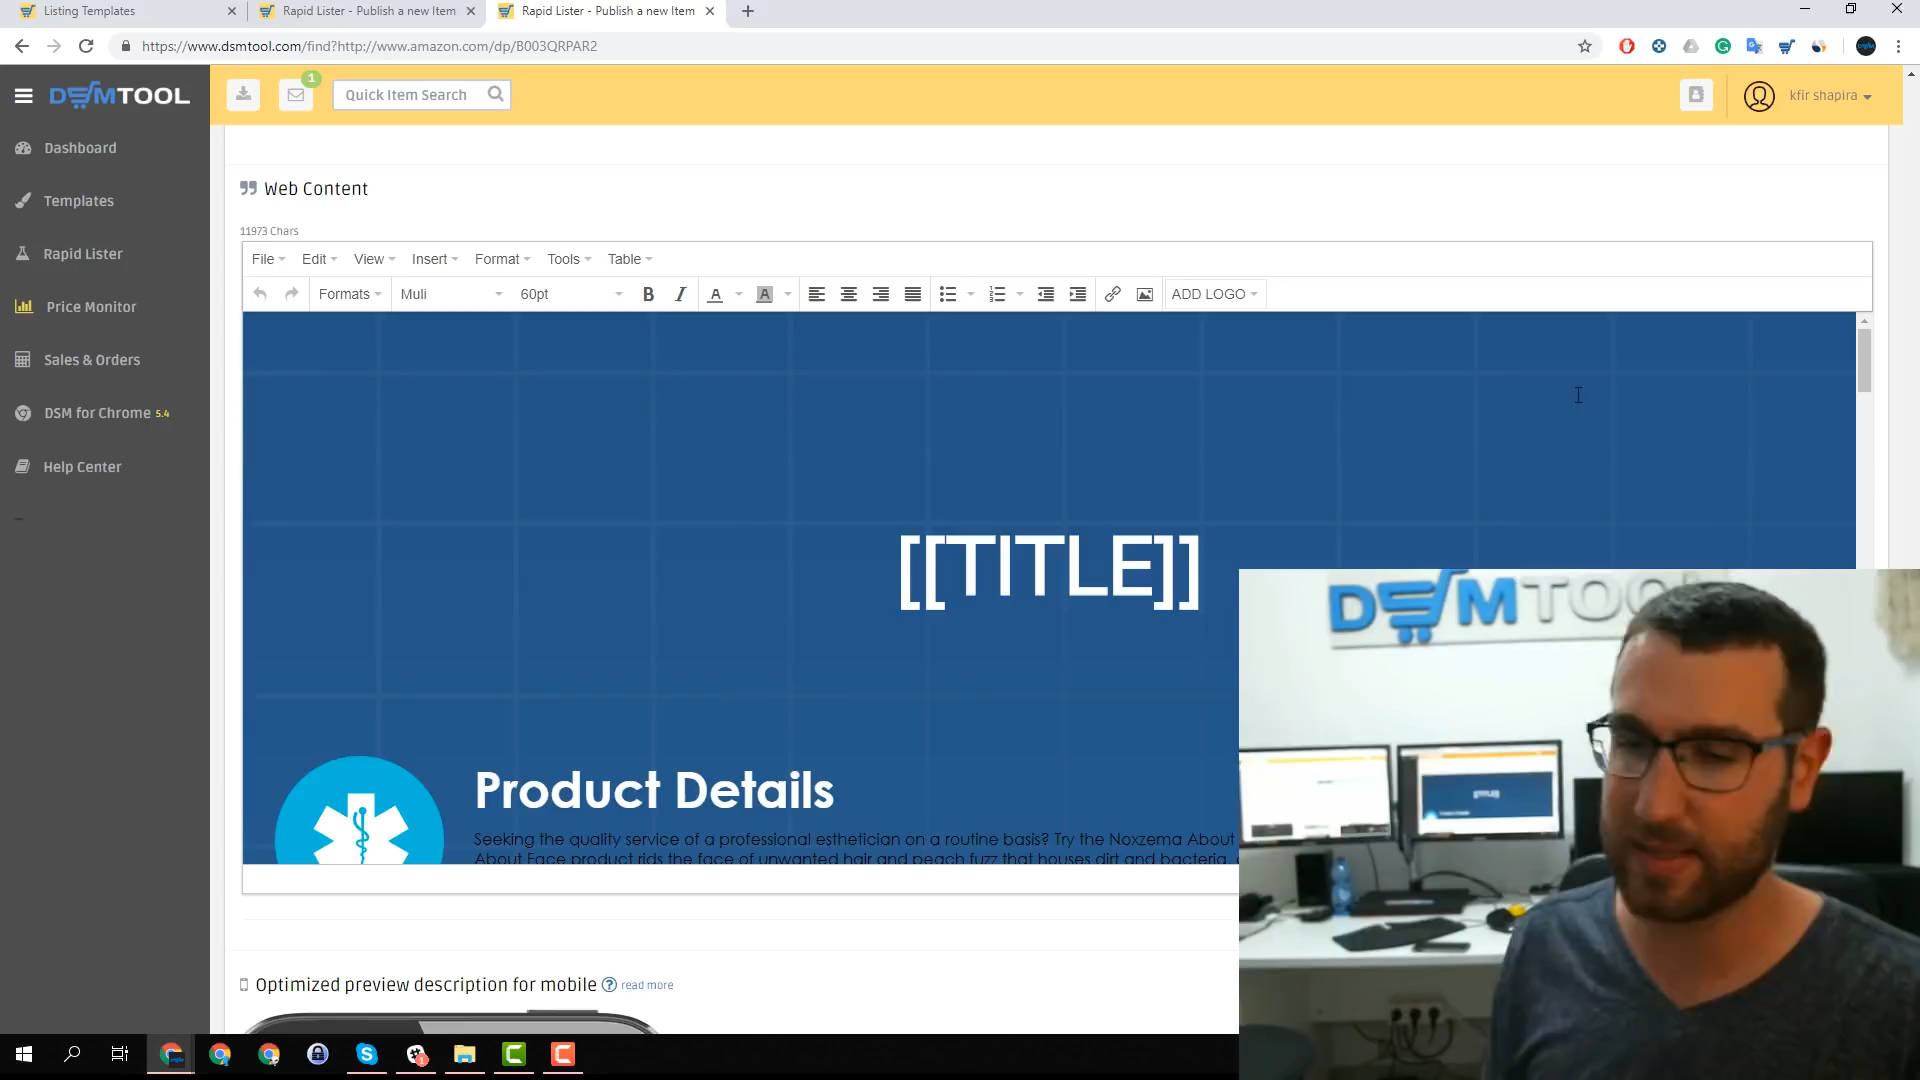 Listing Templates
Rapid Lister - Publish a new Item
Rapid Lister - Publish a new Item
https://www.dsmtool.com/find?http://www.amazon.com/dp/B003QRPAR2
DSMTOOL
1
Quick Item Search
kfir shapira
Dashboard
Templates
Rapid Lister
Price Monitor
Sales & Orders
DSM for Chrome 5.4
Help Center
Web Content
11973 Chars
File Edit View Insert Format Tools Table
Formats Muli 60pt B I A A ADD LOGO
[[TITLE]]
Product Details
Seeking the quality service of a professional esthetician on a routine basis? Try the Noxzema About
About Face product rids the face of unwanted hair and peach fuzz that houses dirt and bacteria,
Optimized preview description for mobile ? read more
DSMTOO